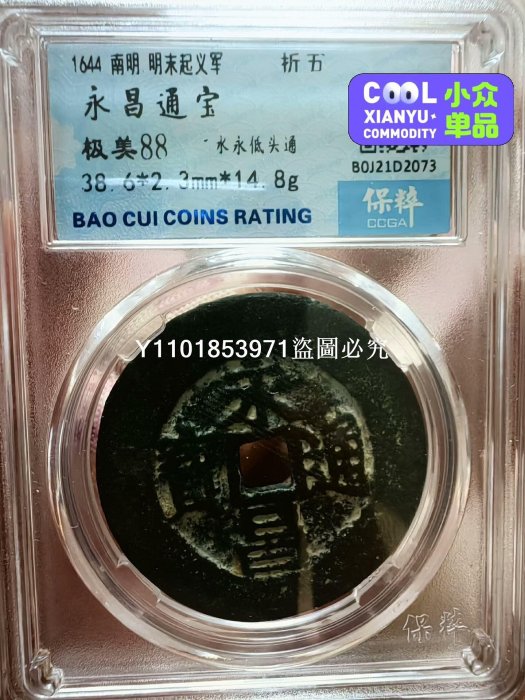 1644 南明 明末起义军 折五
永昌通宝
极美88 水永低头通
38.6*2.3mm*14.8g
BAO CUI COINS RATING
COOL
XIANYU·
COMMODITY
小众
单品
B0J21D2073
保粹
CCGA
Y1101853971盜圖必究
永昌通寶
保粹